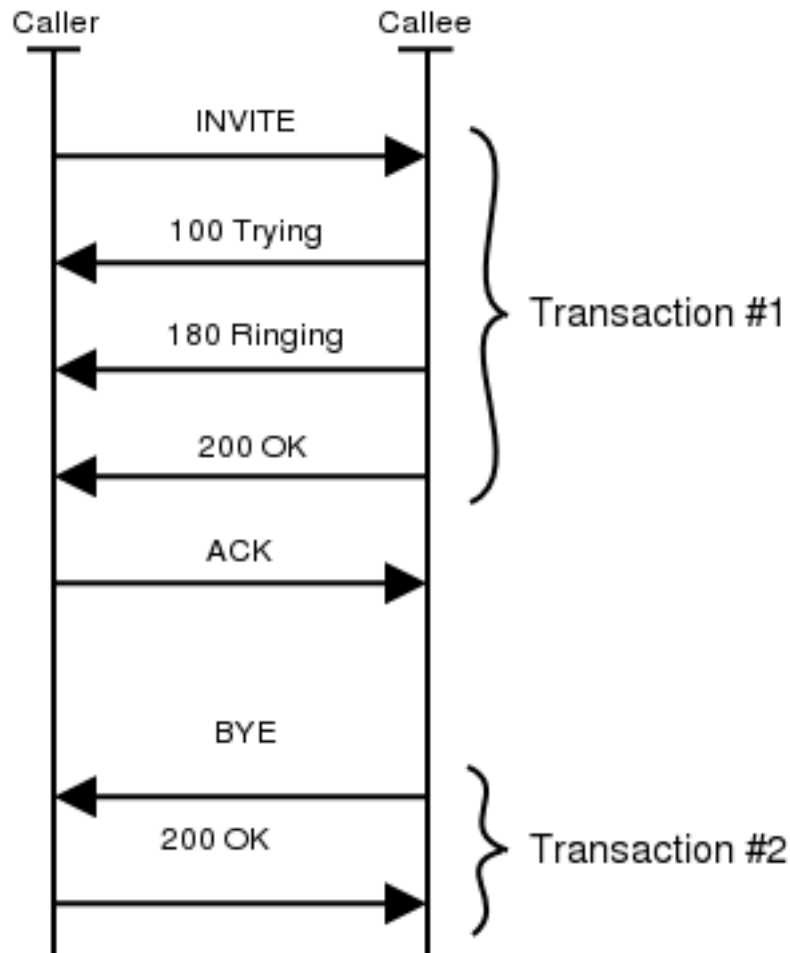 Caller Callee
INVITE
100 Trying
180 Ringing
Transaction #1
200 OK
ACK
BYE
200 OK
Transaction #2